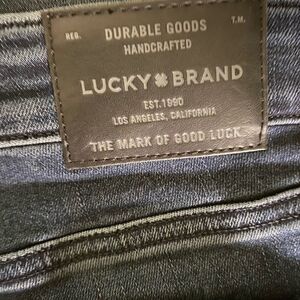 REG. DURABLE GOODS T.M.
HANDCRAFTED
LUCKY BRAND
EST.1990
LOS ANGELES, CALIFORNIA
THE MARK OF GOOD LUCK